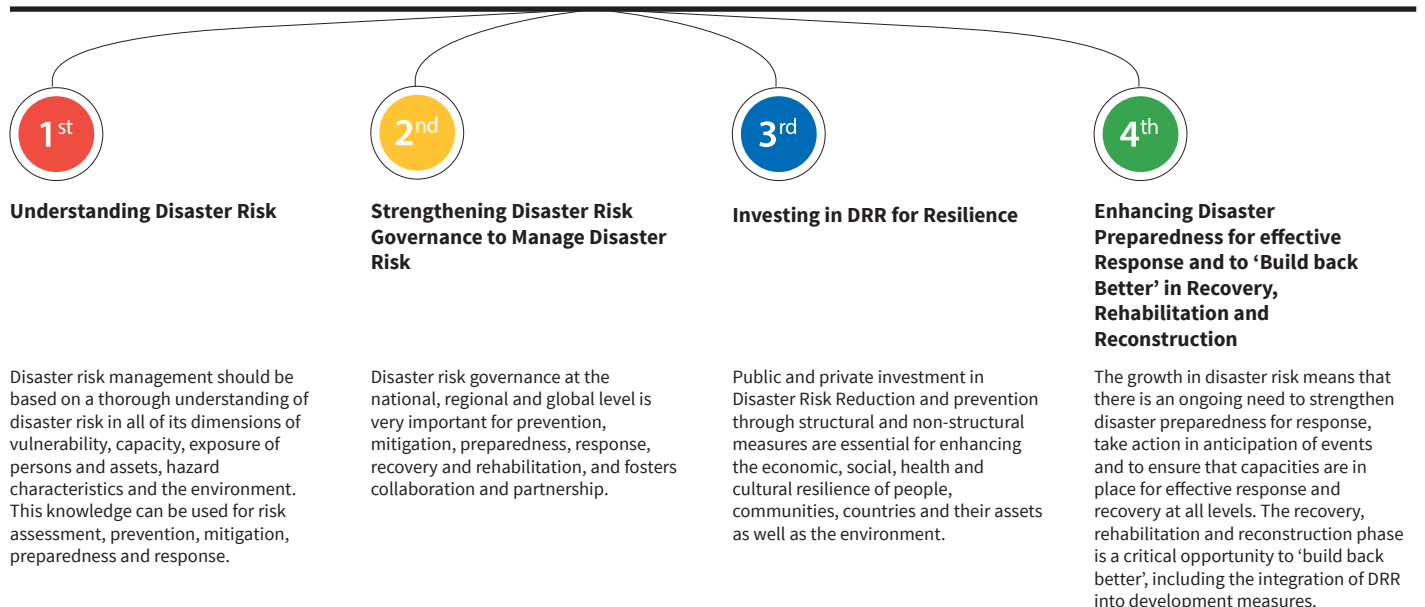 1st
Understanding Disaster Risk
Disaster risk management should be
based on a thorough understanding of
disaster risk in all of its dimensions of
vulnerability, capacity, exposure of
persons and assets, hazard
characteristics and the environment.
This knowledge can be used for risk
assessment, prevention, mitigation,
preparedness and response.
2nd
Strengthening Disaster Risk
Governance to Manage Disaster
Risk
Disaster risk governance at the
national, regional and global level is
very important for prevention,
mitigation, preparedness, response,
recovery and rehabilitation, and fosters
collaboration and partnership.
3rd
Investing in DRR for Resilience
Public and private investment in
Disaster Risk Reduction and prevention
through structural and non-structural
measures are essential for enhancing
the economic, social, health and
cultural resilience of people,
communities, countries and their assets
as well as the environment.
4th
Enhancing Disaster
Preparedness for effective
Response and to ‘Build back
Better’ in Recovery,
Rehabilitation and
Reconstruction
The growth in disaster risk means that
there is an ongoing need to strengthen
disaster preparedness for response,
take action in anticipation of events
and to ensure that capacities are in
place for effective response and
recovery at all levels. The recovery,
rehabilitation and reconstruction phase
is a critical opportunity to ‘build back
better’, including the integration of DRR
into development measures.